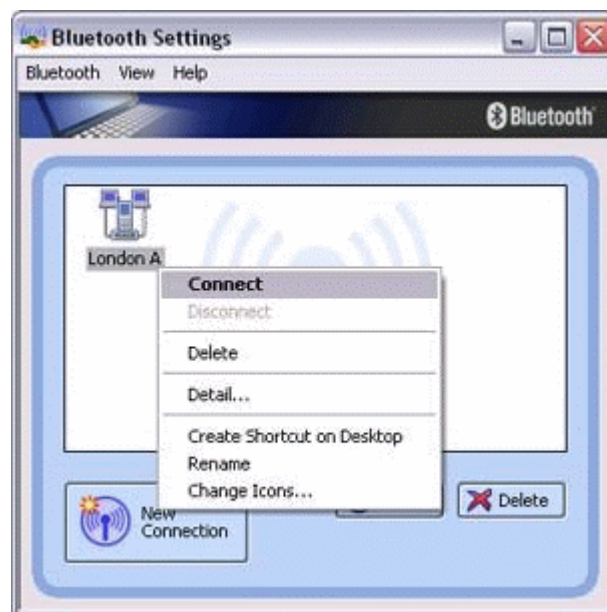 Bluetooth Settings
Bluetooth View Help
Bluetooth
London A
Connect
Disconnect
Delete
Detail...
Create Shortcut on Desktop
Rename
Change Icons...
New
Connection
Delete